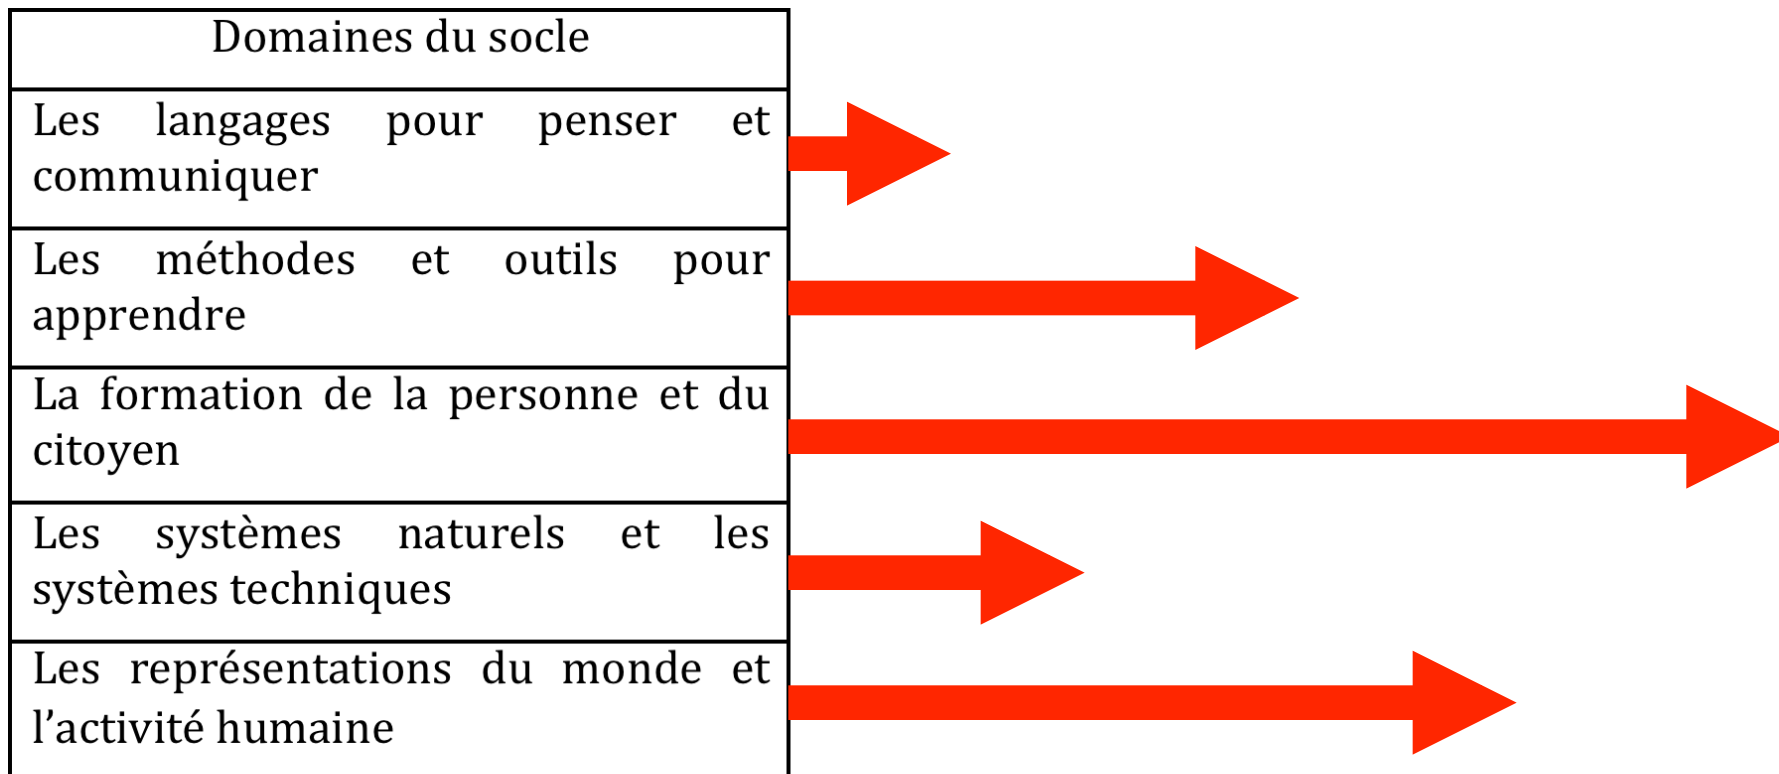 Domaines du socle
Les langages pour penser et
communiquer
Les méthodes et outils pour
apprendre
La formation de la personne et du
citoyen
Les systèmes naturels et les
systèmes techniques
Les représentations du monde et
l’activité humaine